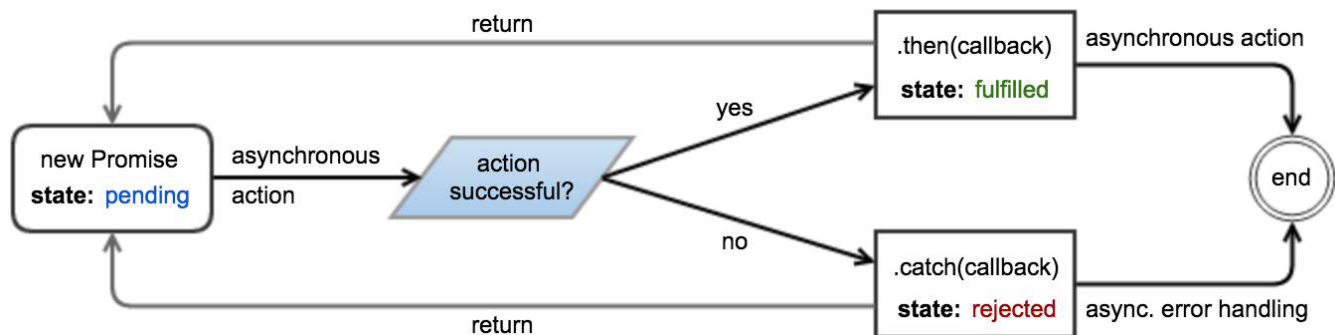 return
.then(callback)
asynchronous action
state: fulfilled
yes
new Promise
asynchronous
action
state: pending
action
successful?
end
no
.catch(callback)
state: rejected
async. error handling
return